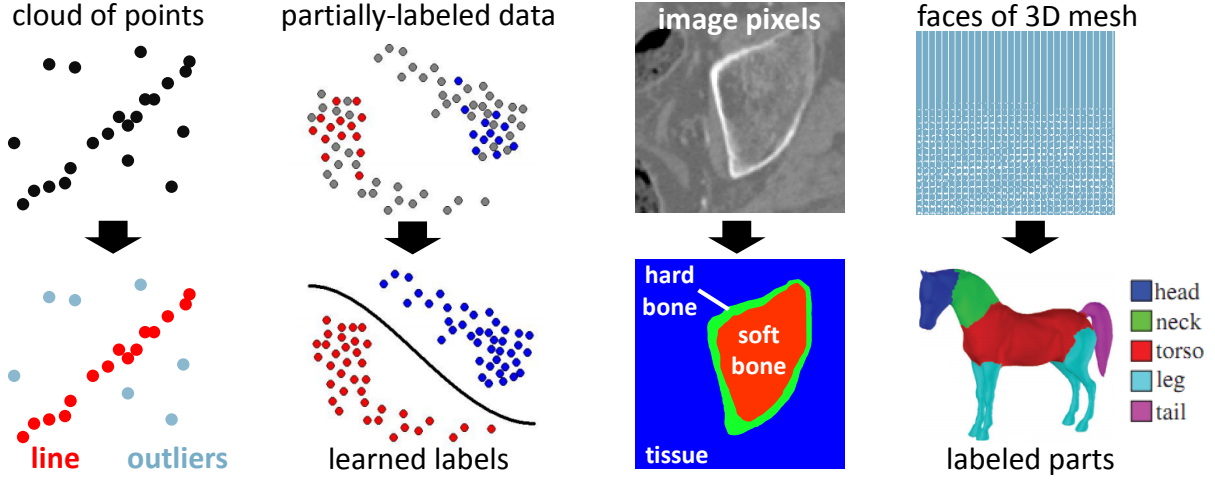 cloud of points
partially-labeled data
image pixels
faces of 3D mesh
line
outliers
learned labels
hard
bone
soft
bone
tissue
head
neck
torso
leg
tail
labeled parts